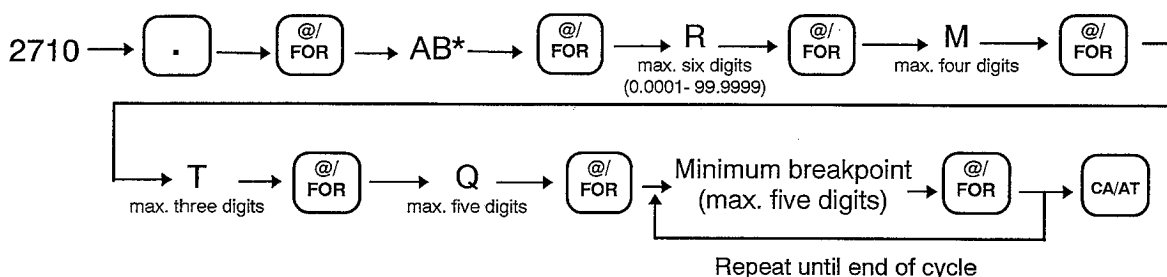 2710 . @/ FOR AB* @/ FOR R @/ FOR M @/ FOR
max. six digits max. four digits
(0.0001- 99.9999)
T @/ FOR Q @/ FOR Minimum breakpoint @/ FOR CA/AT
max. three digits max. five digits (max. five digits)
Repeat until end of cycle